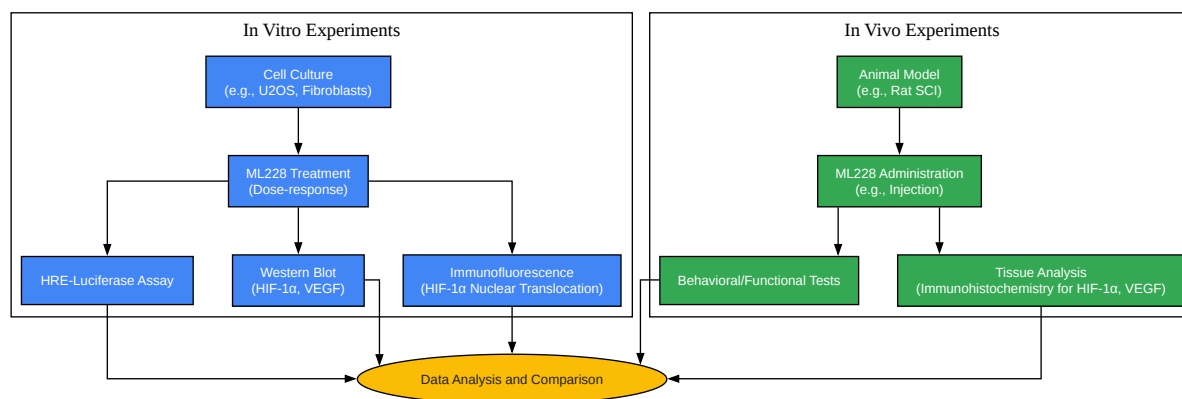 In Vitro Experiments
Cell Culture
(e.g., U2OS, Fibroblasts)
ML228 Treatment
(Dose-response)
HRE-Luciferase Assay
Western Blot
(HIF-1α, VEGF)
Immunofluorescence
(HIF-1α Nuclear Translocation)
In Vivo Experiments
Animal Model
(e.g., Rat SCI)
ML228 Administration
(e.g., Injection)
Behavioral/Functional Tests
Tissue Analysis
(Immunohistochemistry for HIF-1α, VEGF)
Data Analysis and Comparison